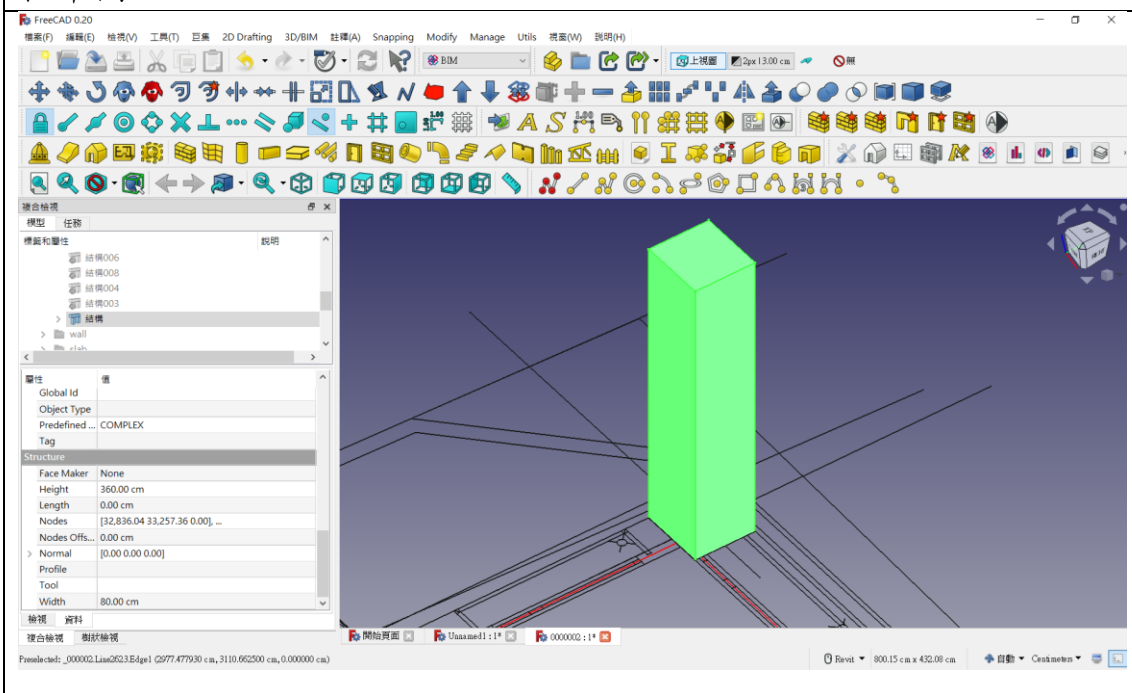 FreeCAD 0.20
檔案(F) 編輯(E) 檢視(V) 工具(T) 巨集 2D Drafting 3D/BIM 註釋(A) Snapping Modify Manage Utils 視窗(W) 說明(H)
BIM 上視圖 2px | 3.00 cm 無
複合檢視
模型 任務
標籤和屬性 說明
結構006
結構008
結構004
結構003
結構
wall
slab
屬性 值
Global Id
Object Type
Predefined ... COMPLEX
Tag
Structure
Face Maker None
Height 360.00 cm
Length 0.00 cm
Nodes [32,836.04 33,257.36 0.00], ...
Nodes Offs... 0.00 cm
Normal [0.00 0.00 0.00]
Profile
Tool
Width 80.00 cm
檢視 資料
複合檢視 樹狀檢視
開始頁面 Unnamed1 : 1* 0000002 : 1*
Preselected: _000002.Line2623.Edge1 (2977.477930 cm, 3110.662500 cm, 0.000000 cm) Revit 800.15 cm x 432.08 cm 自動 Centimeters